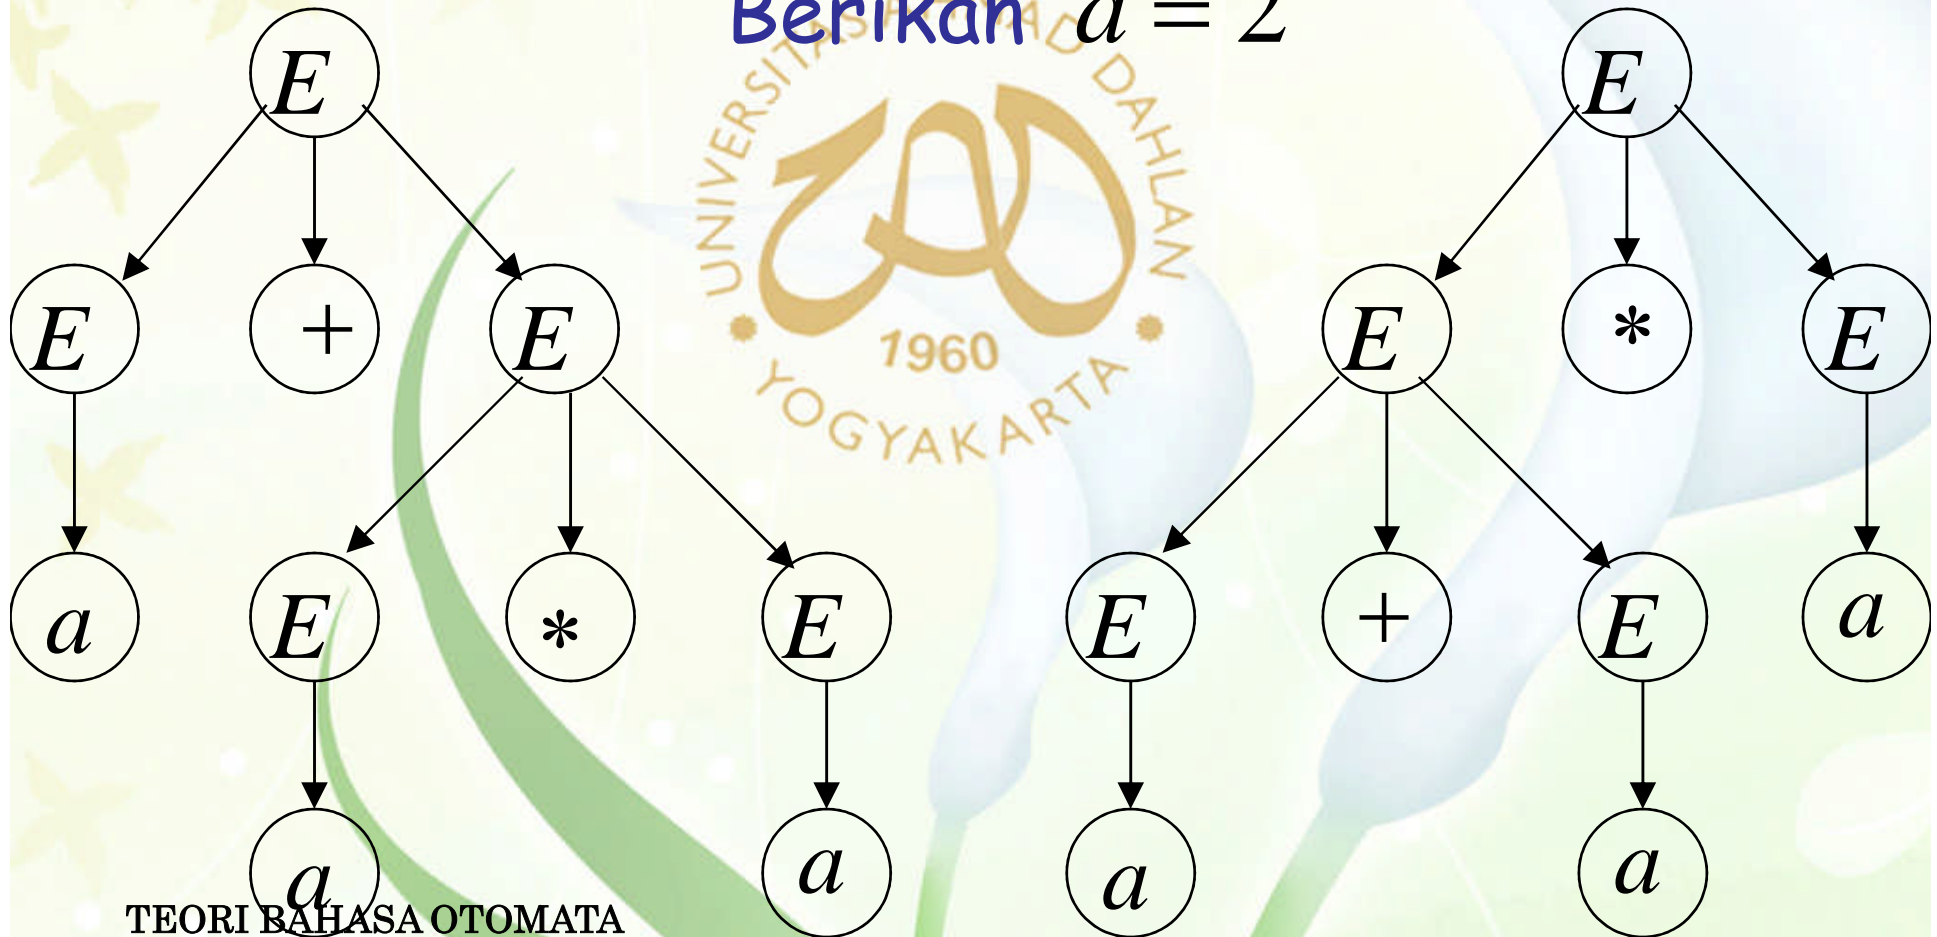 Berikan a = 2
UNIVERSITAS AHMAD DAHLAN
E E
E + E E * E
1960
YOGYAKARTA
a E * E E + E a
a a a a
TEORI BAHASA OTOMATA